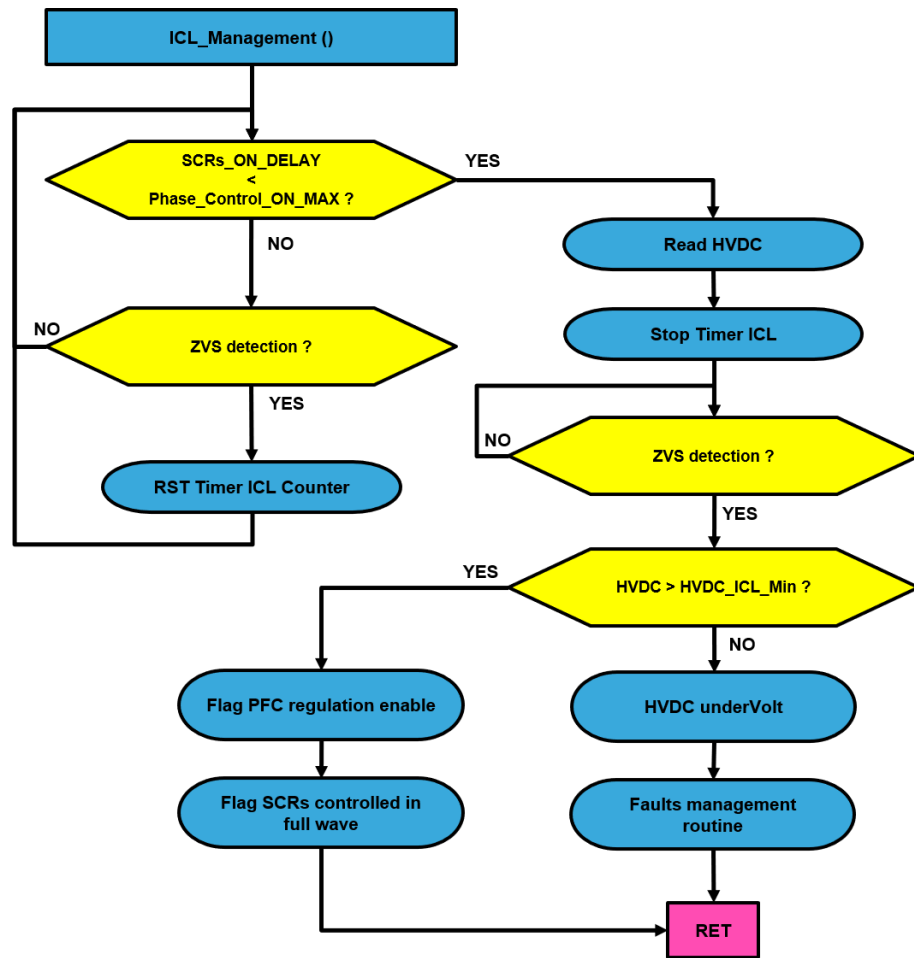 ICL_Management ()
SCRs_ON_DELAY
<
Phase_Control_ON_MAX ?
YES
NO
Read HVDC
Stop Timer ICL
NO
ZVS detection ?
YES
RST Timer ICL Counter
NO
ZVS detection ?
YES
HVDC > HVDC_ICL_Min ?
YES
NO
Flag PFC regulation enable
HVDC underVolt
Flag SCRs controlled in
full wave
Faults management
routine
RET